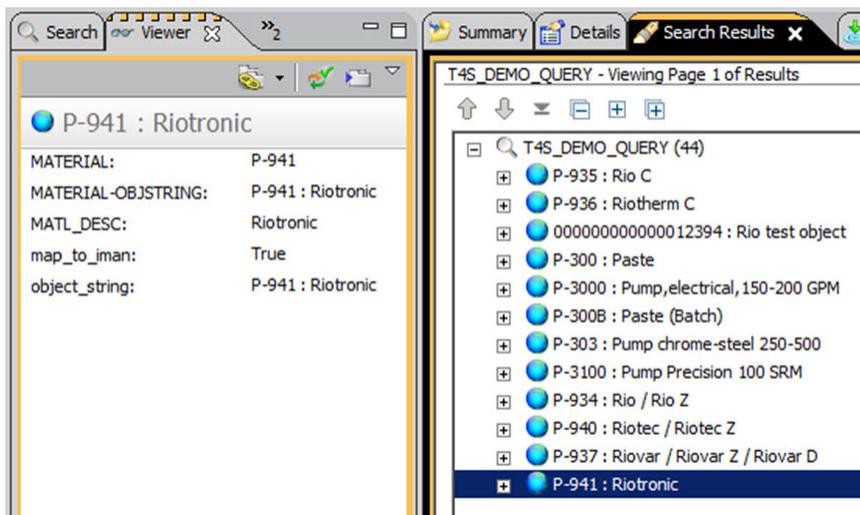 Search
Viewer
»2
P-941 : Riotronic
MATERIAL: P-941
MATERIAL-OBJSTRING: P-941 : Riotronic
MATL_DESC: Riotronic
map_to_iman: True
object_string: P-941 : Riotronic
Summary
Details
Search Results
T4S_DEMO_QUERY - Viewing Page 1 of Results
T4S_DEMO_QUERY (44)
P-935 : Rio C
P-936 : Riotherm C
000000000000012394 : Rio test object
P-300 : Paste
P-3000 : Pump,electrical,150-200 GPM
P-300B : Paste (Batch)
P-303 : Pump chrome-steel 250-500
P-3100 : Pump Precision 100 SRM
P-934 : Rio / Rio Z
P-940 : Riotec / Riotec Z
P-937 : Riovar / Riovar Z / Riovar D
P-941 : Riotronic